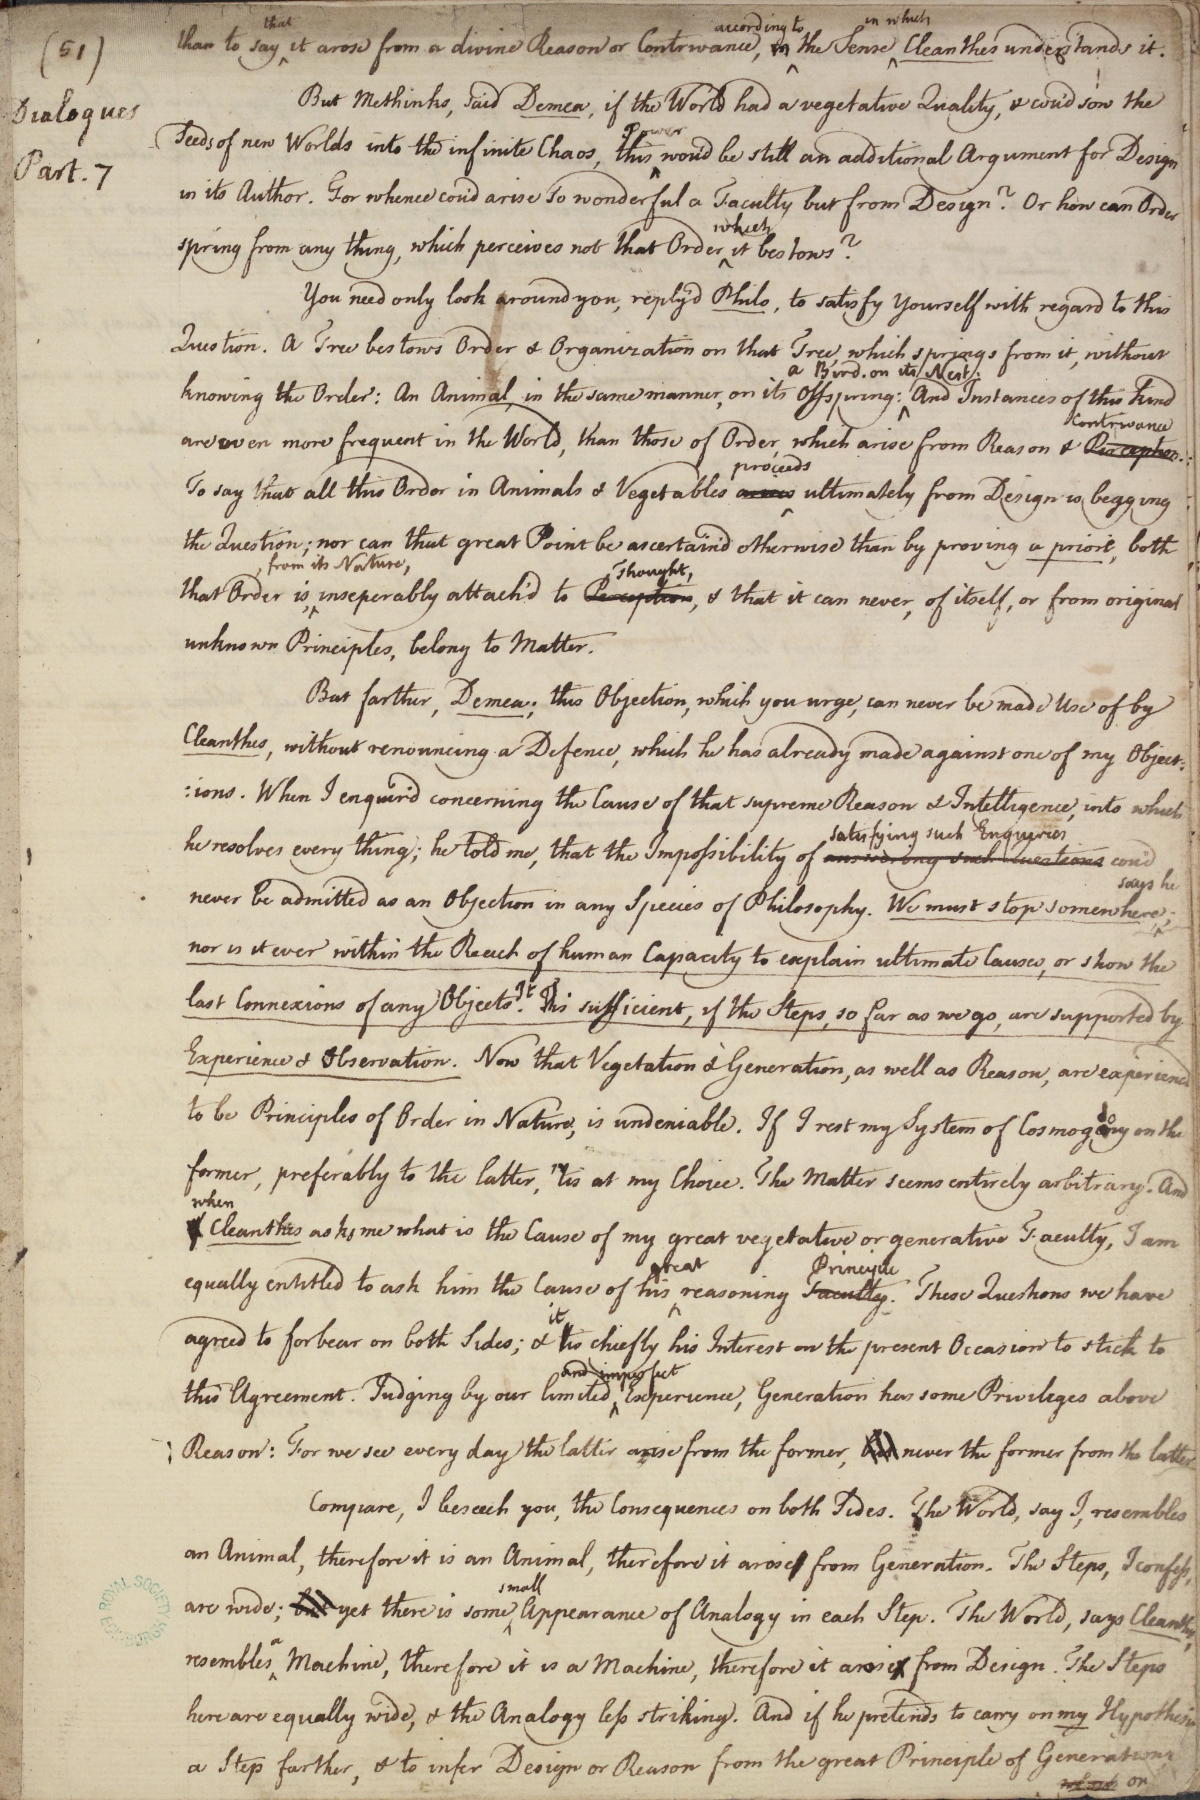 (51)
Dialogues
Part. 7
than to say that it arose from a divine Reason or Contrivance, according to the Sense in which Cleanthes understands it.
But Methinks, said Demea, if the World had a vegetative Quality, & cou'd sow the
Seeds of new Worlds into the infinite Chaos, this Power wou'd be still an additional Argument for Design
in its Author. For whence cou'd arise so wonderful a Faculty but from Design? Or how can Order
spring from any thing, which perceives not that Order which it bestows?
You need only look around you, reply'd Philo, to satisfy Yourself with regard to this
Question. A Tree bestows Order & Organization on that Tree, which springs from it, without
knowing the Order: An Animal, in the same manner, on its Offspring: a Bird, on its Nest: And Instances of this kind
are even more frequent in the World, than those of Order, which arise from Reason & Perception. Contrivance
To say that all this Order in Animals & Vegetables arises proceeds ultimately from Design is begging
the Question; nor can that great Point be ascertain'd otherwise than by proving a priori, both
that Order is, from its Nature, inseperably attach'd to Perception Thought, & that it can never, of itself, or from original
unknown Principles, belong to Matter.
But farther, Demea; this Objection, which you urge, can never be made Use of by
Cleanthes, without renouncing a Defence, which he has already made against one of my Object:
:ions. When I enquir'd concerning the Cause of that supreme Reason & Intelligence, into which
he resolves every thing; he told me, that the Impossibility of answering such Questions satisfying such Enquiries cou'd
never be admitted as an Objection in any Species of Philosophy. We must stop somewhere, says he;
nor is it ever within the Reach of human Capacity to explain ultimate Causes, or show the
last Connexions of any Objects. It is sufficient, if the Steps, so far as we go, are supported by
Experience & Observation. Now that Vegetation & Generation, as well as Reason, are experienced
to be Principles of Order in Nature, is undeniable. If I rest my System of Cosmogony on the
former, preferably to the latter, 'tis at my Choice. The Matter seems entirely arbitrary. And
when Cleanthes asks me what is the Cause of my great vegetative or generative Faculty, I am
equally entitled to ask him the Cause of his great reasoning Faculty. Principle These Questions we have
agreed to forbear on both Sides; & it is chiefly his Interest on the present Occasion to stick to
this Agreement. Judging by our limited and imperfect Experience, Generation has some Privileges above
Reason: For we see every day the latter arise from the former, but never the former from the latter
Compare, I beseech you, the Consequences on both Sides. The World, say I, resembles
an Animal, therefore it is an Animal, therefore it arose from Generation. The Steps, I confess,
are wide; but yet there is some small Appearance of Analogy in each Step. The World, says Cleanthes,
resembles a Machine, therefore it is a Machine, therefore it arose from Design. The Steps
here are equally wide, & the Analogy less striking. And if he pretends to carry on my Hypothesis
a Step farther, & to infer Design or Reason from the great Principle of Generation,
or
ROYAL SOCIETY
EDINBURGH